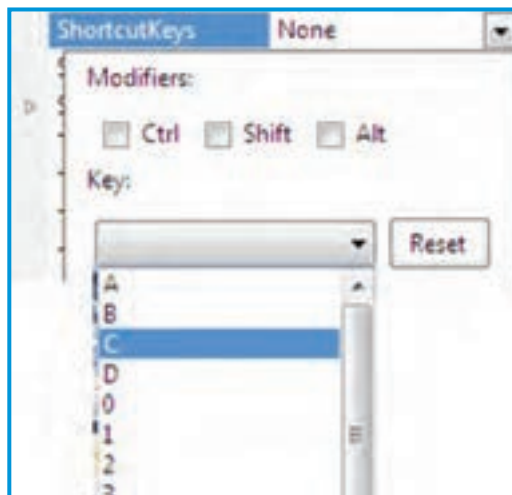 ShortcutKeys None
Modifiers:
Ctrl Shift Alt
Key:
Reset
A
B
C
D
0
1
2